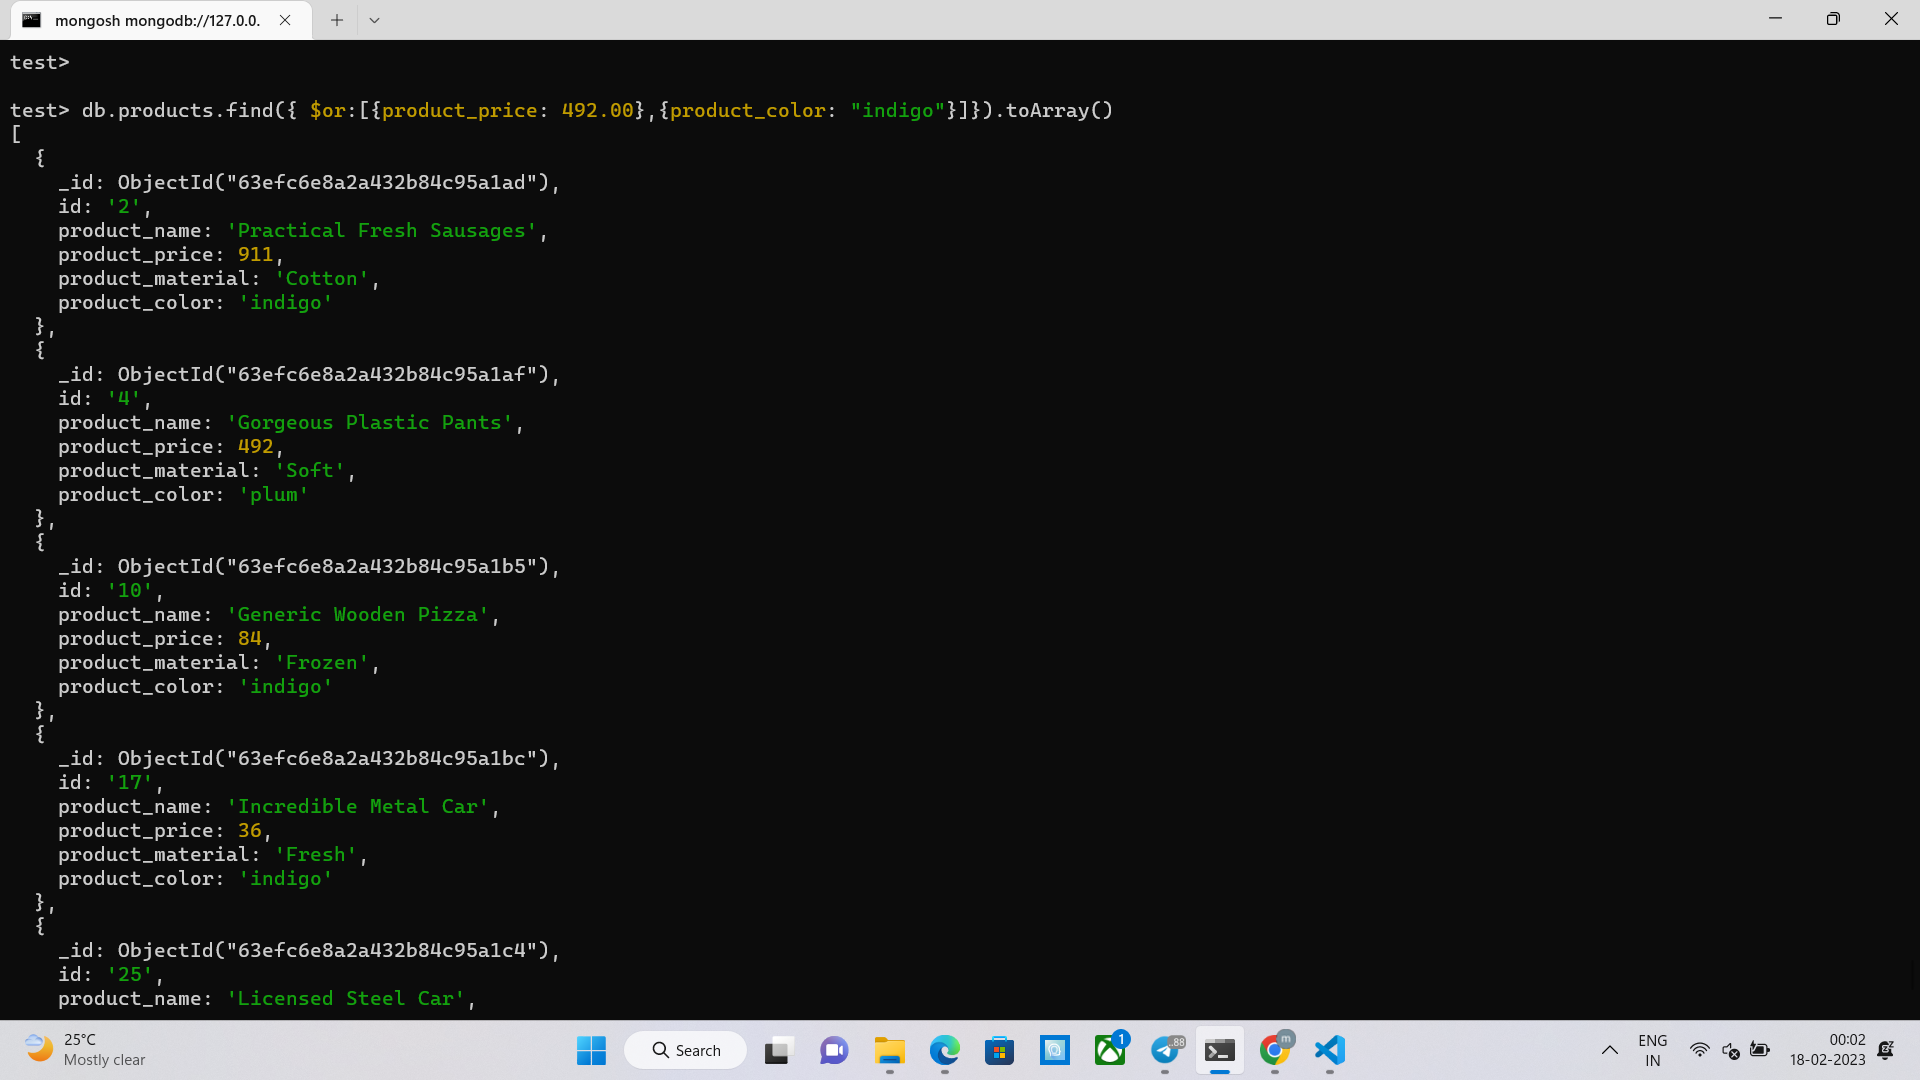 mongosh mongodb://127.0.0.
test>
test> db.products.find({ $or:[{product_price: 492.00},{product_color: "indigo"}]}).toArray()
[
  {
    _id: ObjectId("63efc6e8a2a432b84c95a1ad"),
    id: '2',
    product_name: 'Practical Fresh Sausages',
    product_price: 911,
    product_material: 'Cotton',
    product_color: 'indigo'
  },
  {
    _id: ObjectId("63efc6e8a2a432b84c95a1af"),
    id: '4',
    product_name: 'Gorgeous Plastic Pants',
    product_price: 492,
    product_material: 'Soft',
    product_color: 'plum'
  },
  {
    _id: ObjectId("63efc6e8a2a432b84c95a1b5"),
    id: '10',
    product_name: 'Generic Wooden Pizza',
    product_price: 84,
    product_material: 'Frozen',
    product_color: 'indigo'
  },
  {
    _id: ObjectId("63efc6e8a2a432b84c95a1bc"),
    id: '17',
    product_name: 'Incredible Metal Car',
    product_price: 36,
    product_material: 'Fresh',
    product_color: 'indigo'
  },
  {
    _id: ObjectId("63efc6e8a2a432b84c95a1c4"),
    id: '25',
    product_name: 'Licensed Steel Car',
25°C
Mostly clear
Search
1
..88
m
ENG
IN
00:02
18-02-2023